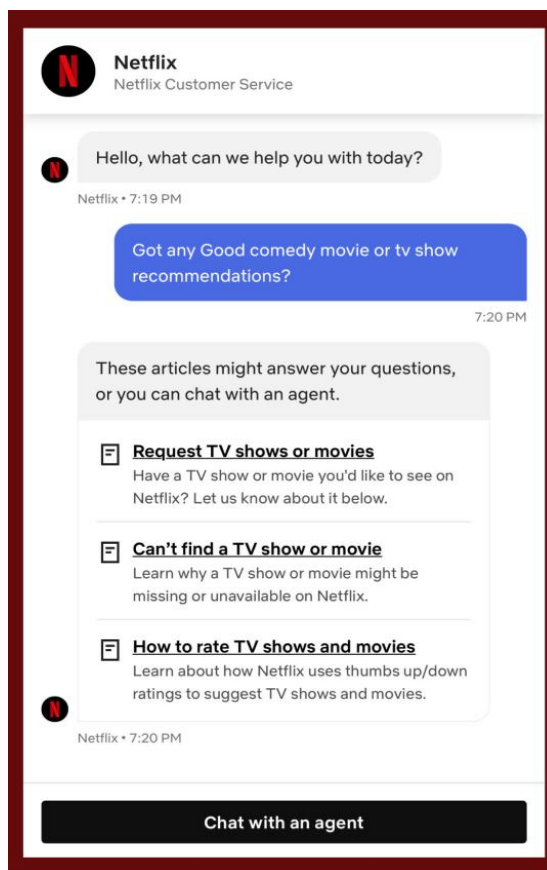 N
Netflix
Netflix Customer Service
Hello, what can we help you with today?
N
Netflix • 7:19 PM
Got any Good comedy movie or tv show
recommendations?
7:20 PM
These articles might answer your questions,
or you can chat with an agent.
Request TV shows or movies
Have a TV show or movie you'd like to see on
Netflix? Let us know about it below.
Can’t find a TV show or movie
Learn why a TV show or movie might be
missing or unavailable on Netflix.
How to rate TV shows and movies
Learn about how Netflix uses thumbs up/down
ratings to suggest TV shows and movies.
N
Netflix • 7:20 PM
Chat with an agent